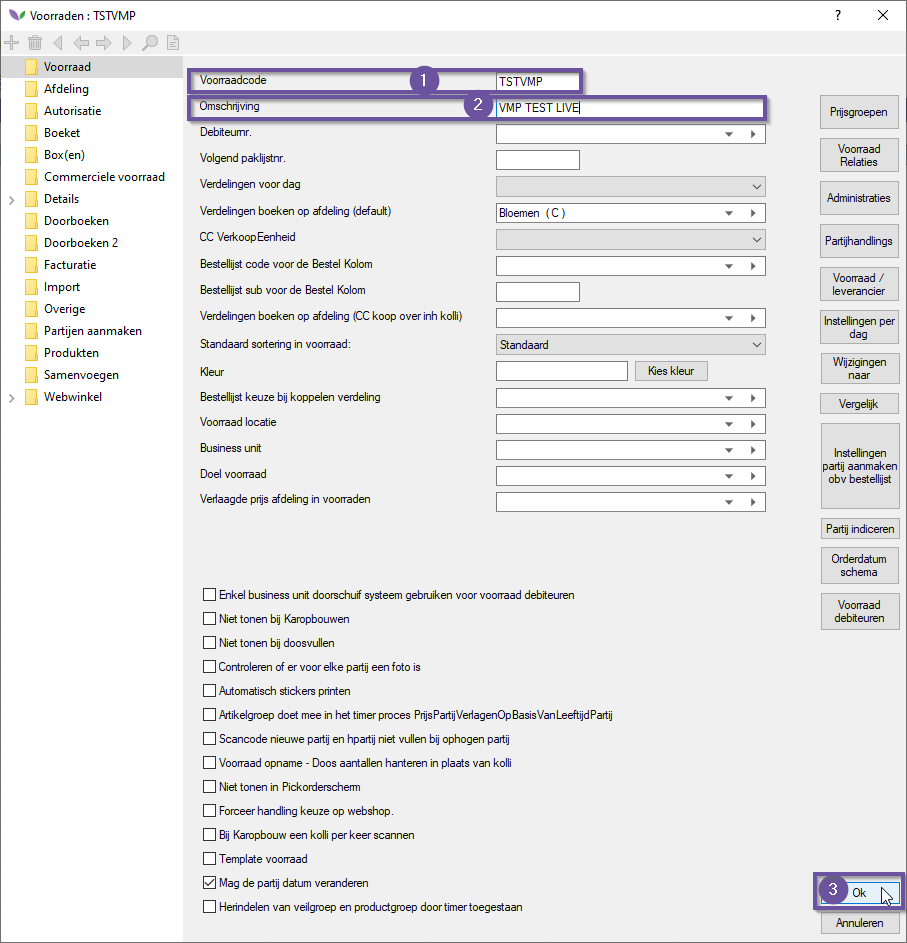 Voorraden : TSTVMP
?
Voorraad
Afdeling
Autorisatie
Boeket
Box(en)
Commerciele voorraad
Details
Doorboeken
Doorboeken 2
Facturatie
Import
Overige
Partijen aanmaken
Produkten
Samenvoegen
Webwinkel
Voorraadcode 1 TSTVMP
Omschrijving 2 VMP TEST LIVE
Debiteurnr.
Volgend paklijstnr.
Verdelingen voor dag
Verdelingen boeken op afdeling (default) Bloemen ( C )
CC VerkoopEenheid
Bestellijst code voor de Bestel Kolom
Bestellijst sub voor de Bestel Kolom
Verdelingen boeken op afdeling (CC koop over inh kolli)
Standaard sortering in voorraad: Standaard
Kleur Kies kleur
Bestellijst keuze bij koppelen verdeling
Voorraad locatie
Business unit
Doel voorraad
Verlaagde prijs afdeling in voorraden
Enkel business unit doorschuif systeem gebruiken voor voorraad debiteuren
Niet tonen bij Karopbouwen
Niet tonen bij doosvullen
Controleren of er voor elke partij een foto is
Automatisch stickers printen
Artikelgroep doet mee in het timer proces PrijsPartijVerlagenOpBasisVanLeeftijdPartij
Scancode nieuwe partij en hpartij niet vullen bij ophogen partij
Voorraad opname - Doos aantallen hanteren in plaats van kolli
Niet tonen in Pickorderscherm
Forceer handling keuze op webshop.
Bij Karopbouw een kolli per keer scannen
Template voorraad
Mag de partij datum veranderen
Herindelen van veilgroep en productgroep door timer toegestaan
Prijsgroepen
Voorraad
Relaties
Administraties
Partijhandlings
Voorraad /
leverancier
Instellingen per
dag
Wijzigingen
naar
Vergelijk
Instellingen
partij aanmaken
obv bestellijst
Partij indiceren
Orderdatum
schema
Voorraad
debiteuren
3 Ok
Annuleren